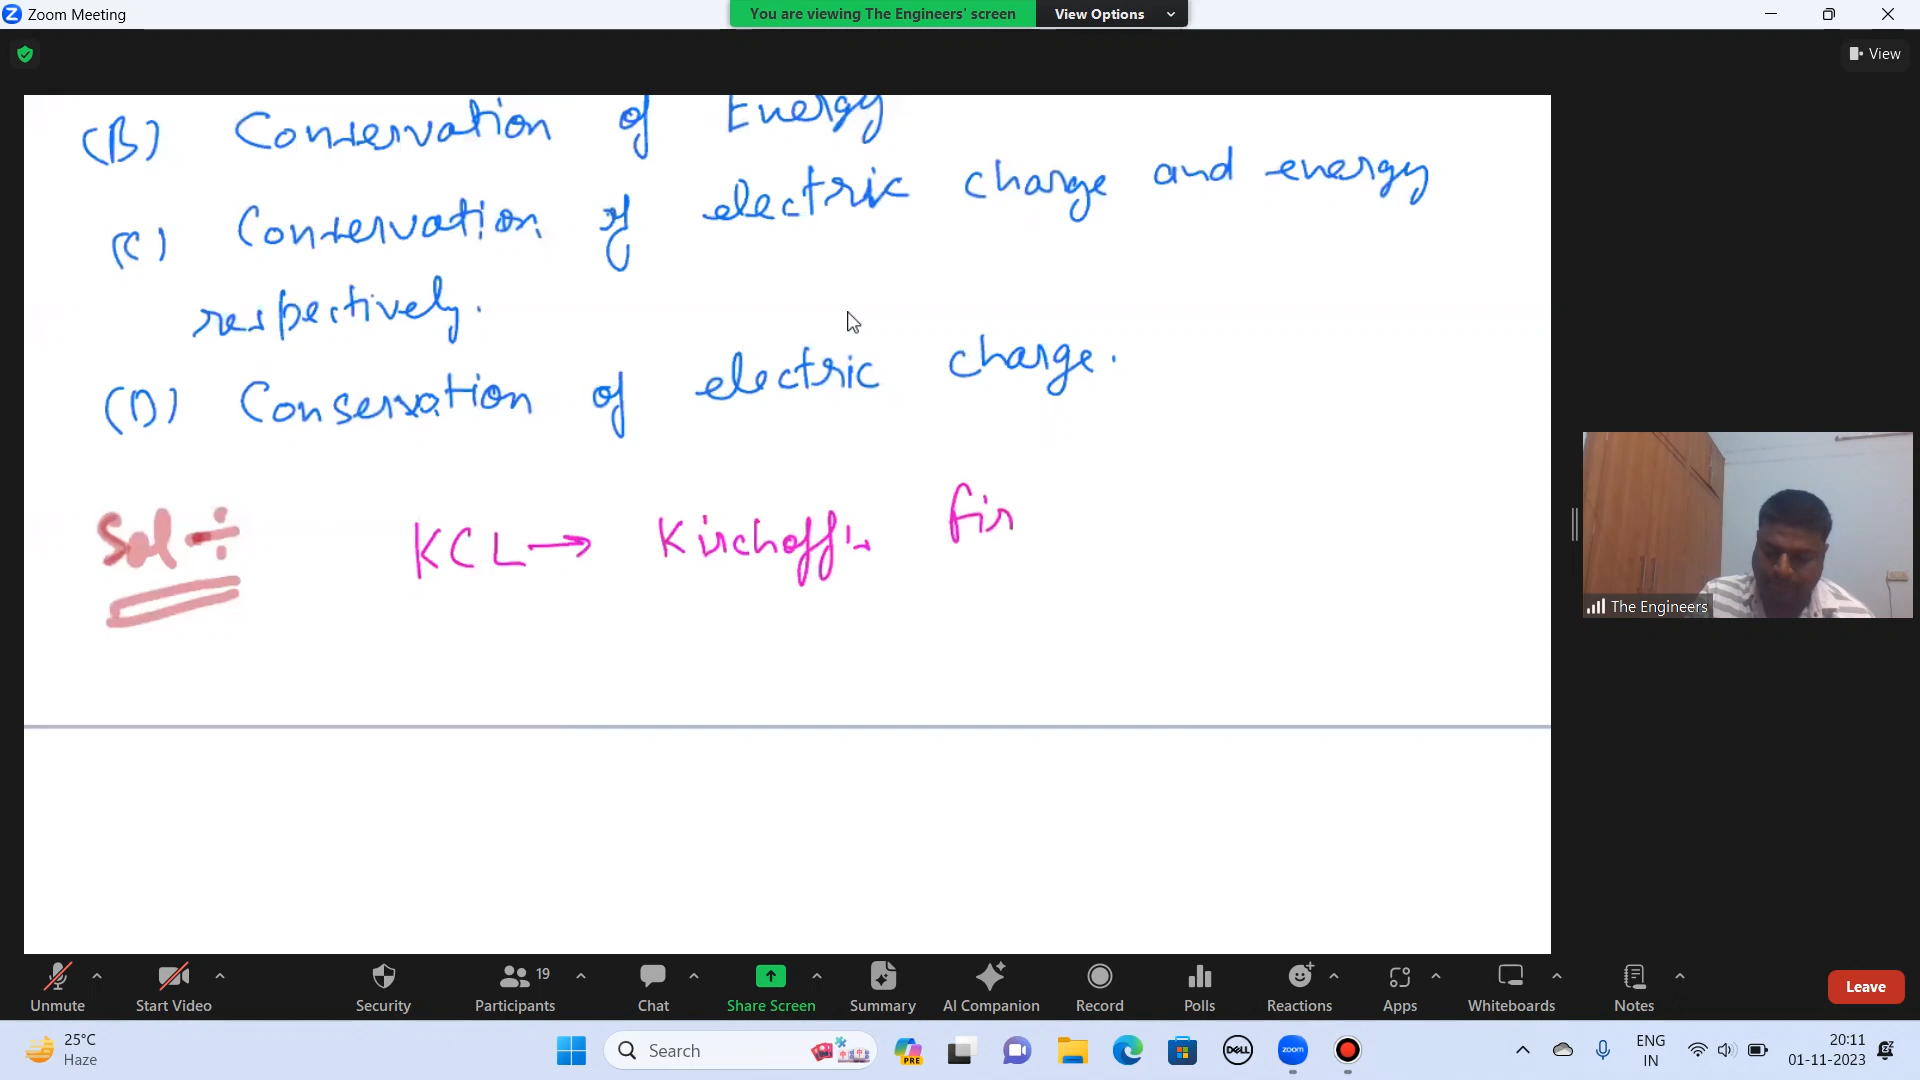 Zoom Meeting
You are viewing The Engineers' screen
View Options
View
(B) Conservation of Energy
(C) Conservation of electric charge and energy
respectively.
(D) Conservation of electric charge.
Sol ÷ KCL → Kirchoff's fir
The Engineers
Unmute
Start Video
Security
19
Participants
Chat
Share Screen
Summary
AI Companion
Record
Polls
Reactions
Apps
Whiteboards
Notes
Leave
25°C
Haze
Search
PRE
DELL
zoom
ENG
IN
20:11
01-11-2023